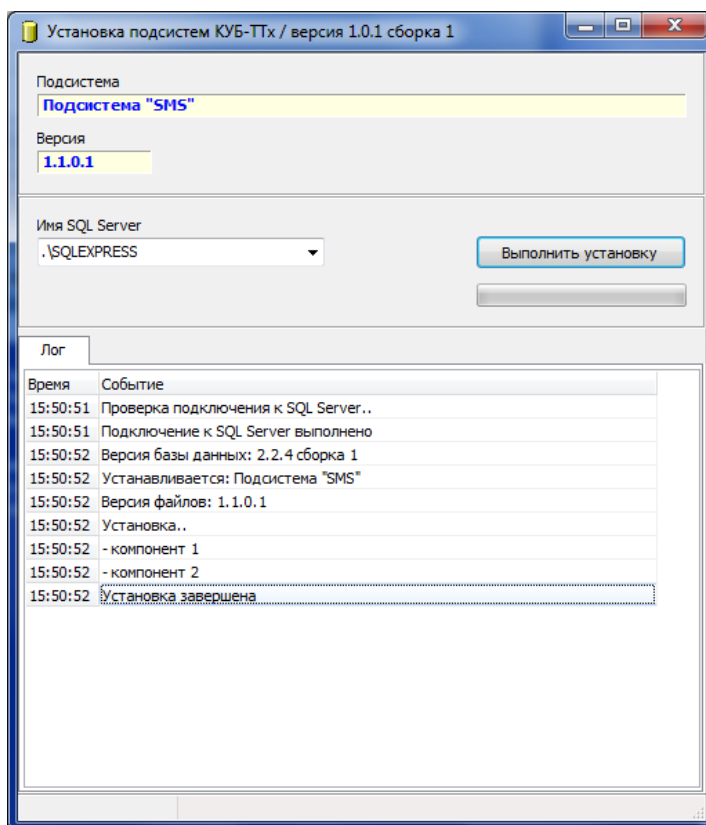 Установка подсистем КУБ-ТТх / версия 1.0.1 сборка 1
Подсистема
Подсистема "SMS"
Версия
1.1.0.1
Имя SQL Server
.\SQLEXPRESS
Выполнить установку
Лог
Время Событие
15:50:51 Проверка подключения к SQL Server..
15:50:51 Подключение к SQL Server выполнено
15:50:52 Версия базы данных: 2.2.4 сборка 1
15:50:52 Устанавливается: Подсистема "SMS"
15:50:52 Версия файлов: 1.1.0.1
15:50:52 Установка..
15:50:52 - компонент 1
15:50:52 - компонент 2
15:50:52 Установка завершена